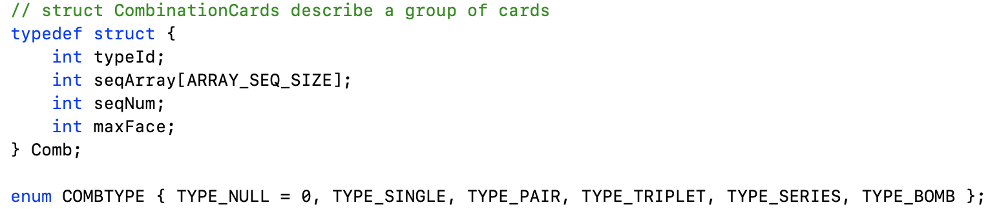 // struct CombinationCards describe a group of cards
typedef struct {
    int typeId;
    int seqArray[ARRAY_SEQ_SIZE];
    int seqNum;
    int maxFace;
} Comb;

enum COMBTYPE { TYPE_NULL = 0, TYPE_SINGLE, TYPE_PAIR, TYPE_TRIPLET, TYPE_SERIES, TYPE_BOMB };